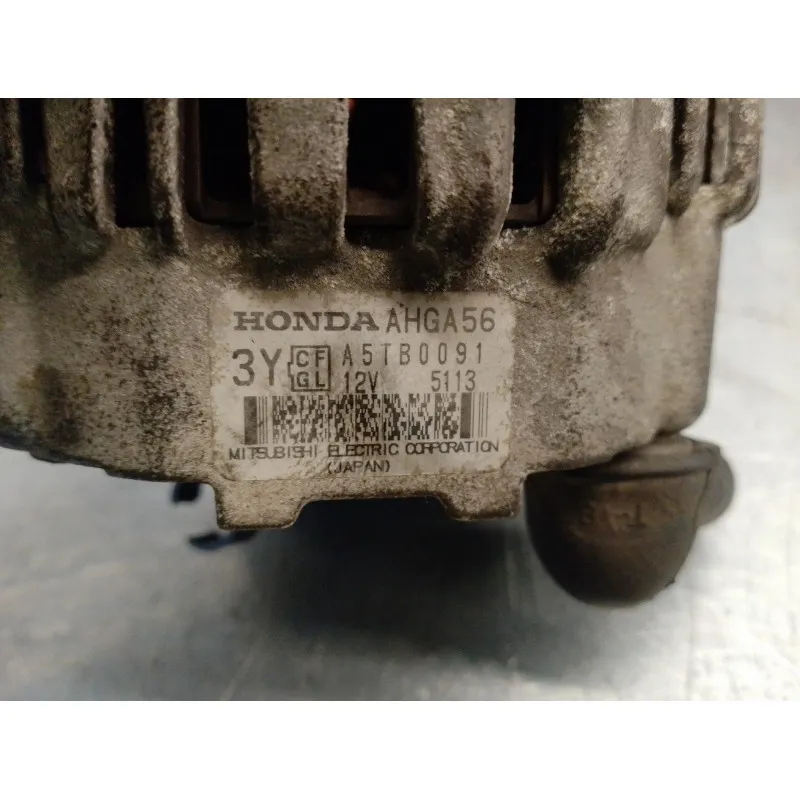 HONDA AHGA56
3Y CF A5TB0091
GL 12V 5113
MITSUBISHI ELECTRIC CORPORATION
(JAPAN)